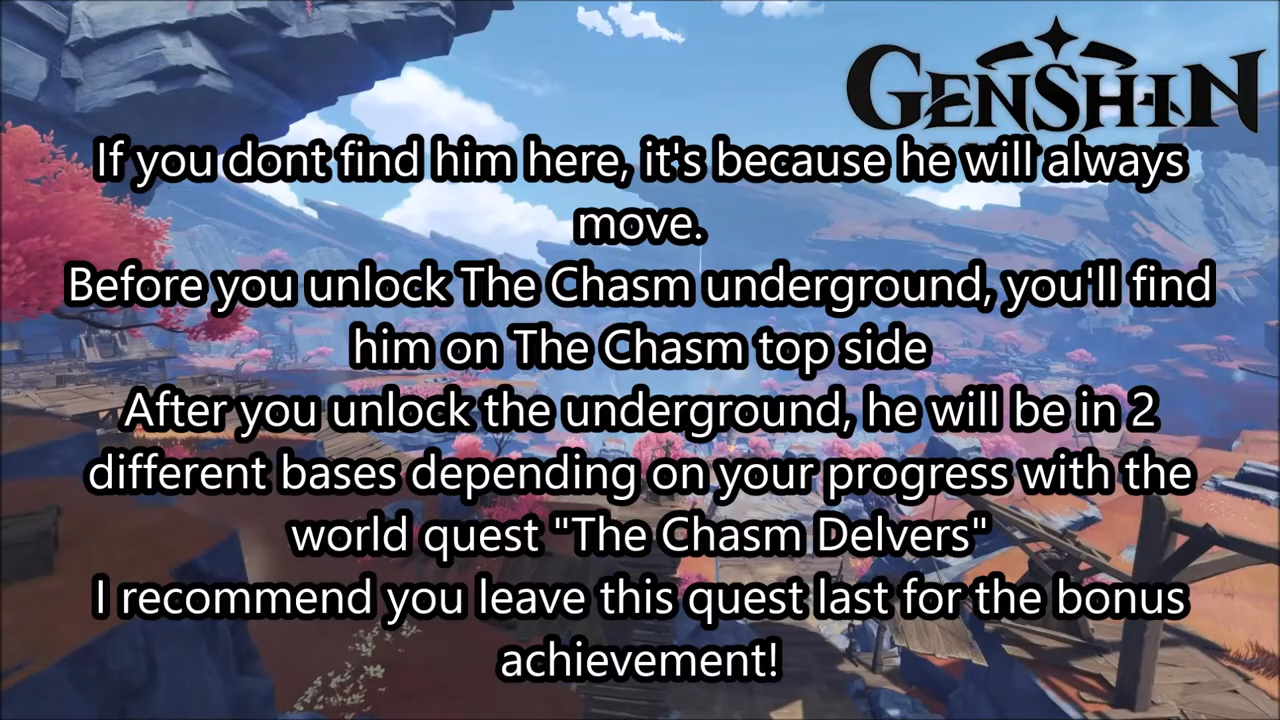 GENSHIN
If you dont find him here, it's because he will always
move.
Before you unlock The Chasm underground, you'll find
him on The Chasm top side
After you unlock the underground, he will be in 2
different bases depending on your progress with the
world quest "The Chasm Delvers"
I recommend you leave this quest last for the bonus
achievement!